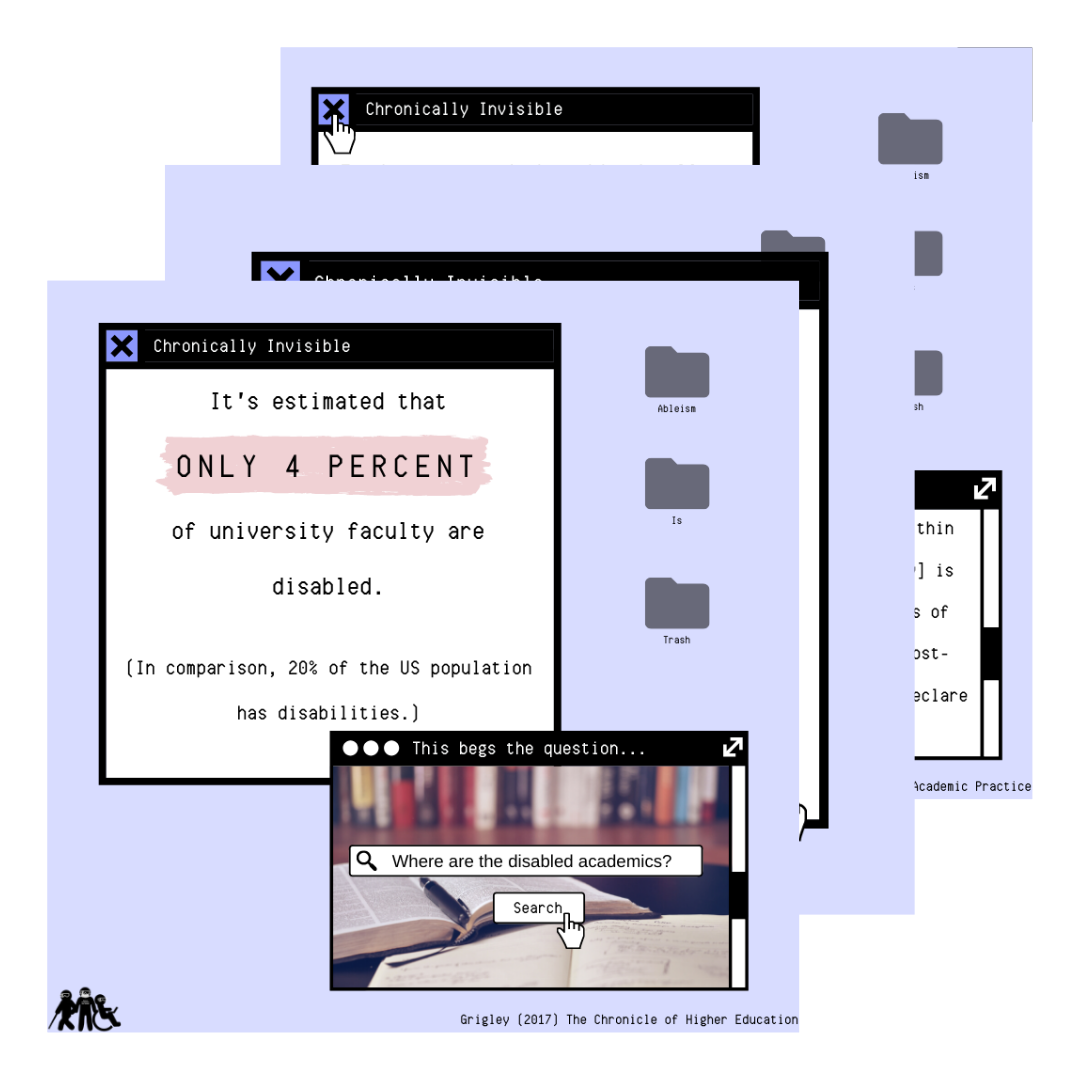 Chronically Invisible
ism
sh
thin
] is
s of
ost-
eclare
Academic Practice
Chronically Invisible
Chronically Invisible
It's estimated that
ONLY 4 PERCENT
of university faculty are
disabled.
(In comparison, 20% of the US population
has disabilities.)
Ableism
Is
Trash
This begs the question...
Where are the disabled academics?
Search
Grigley (2017) The Chronicle of Higher Education